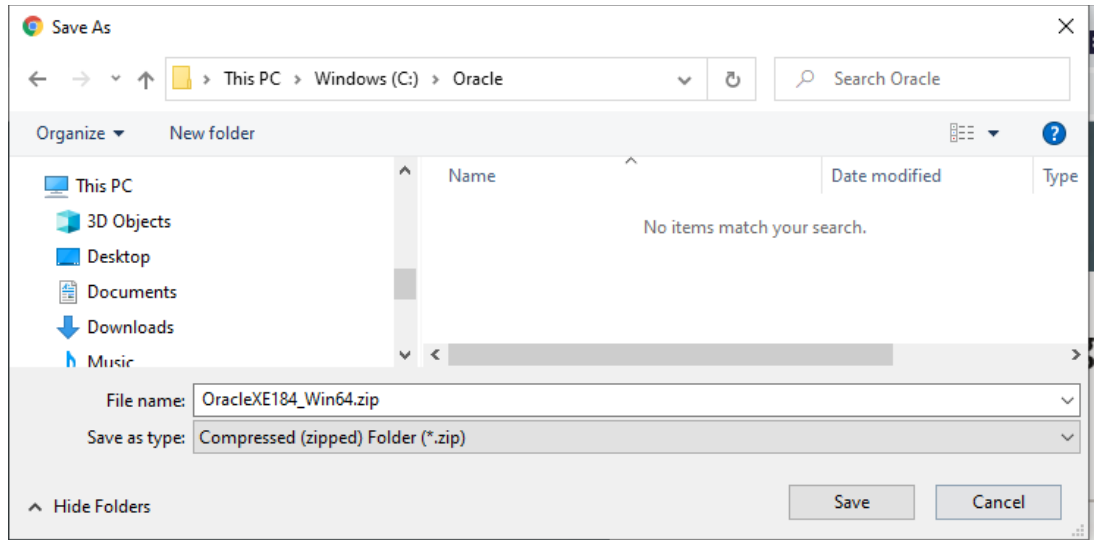 Save As
This PC > Windows (C:) > Oracle
Search Oracle
Organize
New folder
?
This PC
3D Objects
Desktop
Documents
Downloads
Music
Name
Date modified
Type
No items match your search.
File name: OracleXE184_Win64.zip
Save as type: Compressed (zipped) Folder (*.zip)
Hide Folders
Save
Cancel